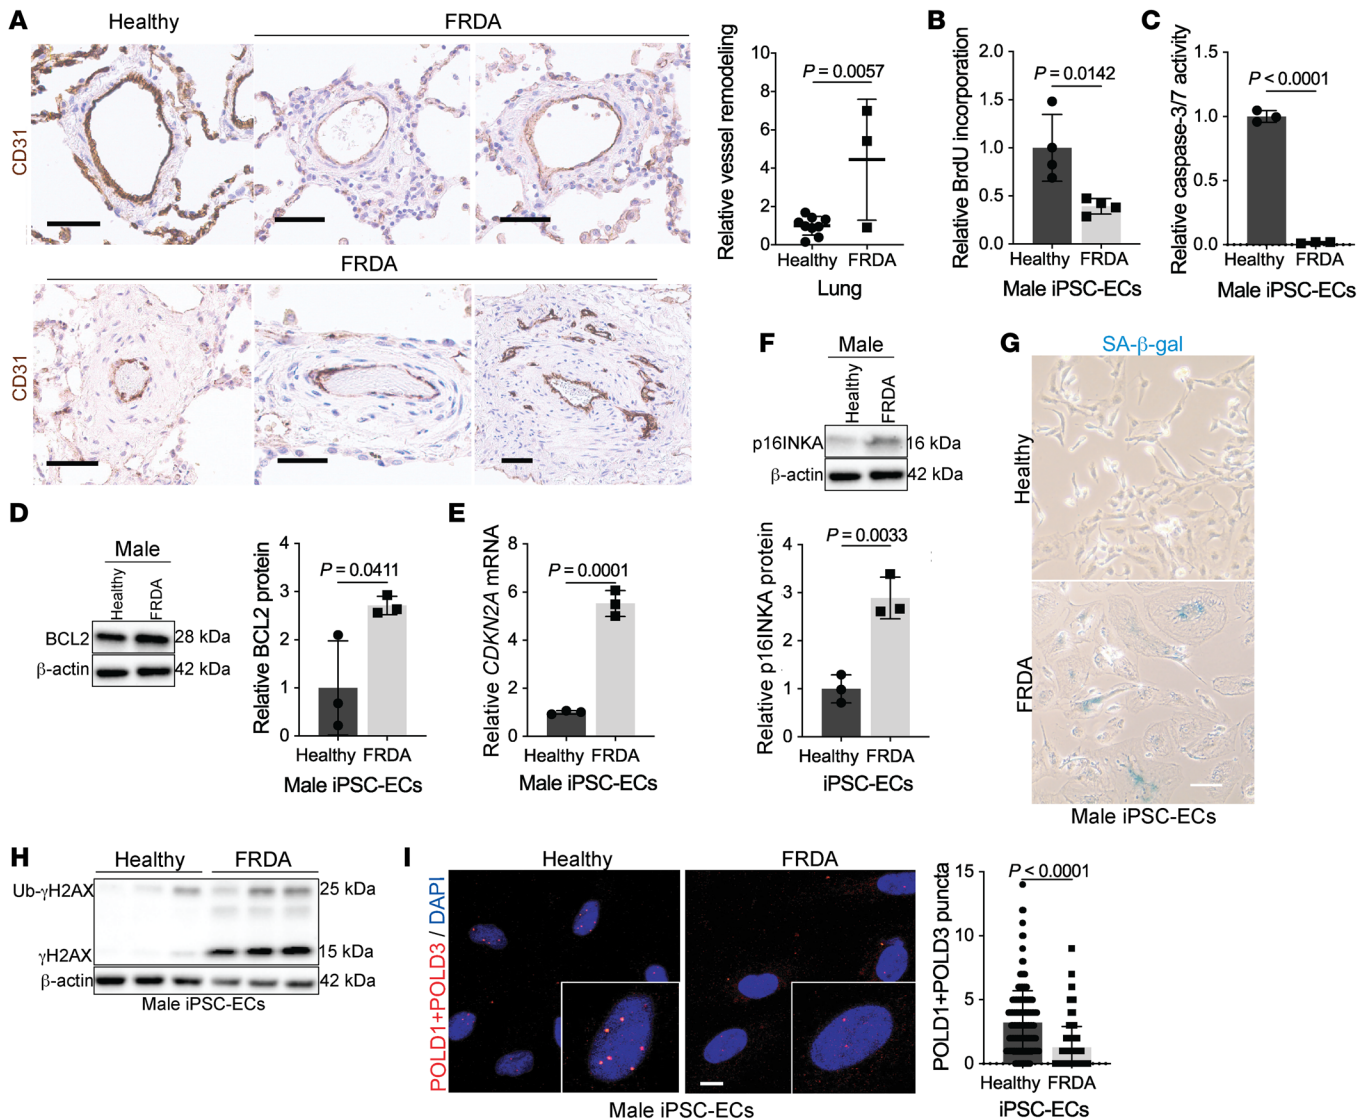 A
Healthy
FRDA
CD31
FRDA
CD31
Relative vessel remodeling
10
8
6
4
2
0
P = 0.0057
Healthy FRDA
Lung
B
Relative BrdU incorporation
2.0
1.5
1.0
0.5
0.0
P = 0.0142
Healthy FRDA
Male iPSC-ECs
C
Relative caspase-3/7 activity
1.5
1.0
0.5
0.0
P < 0.0001
Healthy FRDA
Male iPSC-ECs
D
Male
Healthy
FRDA
BCL2 28 kDa
β-actin 42 kDa
Relative BCL2 protein
4
3
2
1
0
P = 0.0411
Healthy FRDA
Male iPSC-ECs
E
Relative CDKN2A mRNA
8
6
4
2
0
P = 0.0001
Healthy FRDA
Male iPSC-ECs
F
Male
Healthy
FRDA
p16INKA 16 kDa
β-actin 42 kDa
Relative p16INKA protein
4
3
2
1
0
P = 0.0033
Healthy FRDA
iPSC-ECs
G
SA-β-gal
Healthy
FRDA
Male iPSC-ECs
H
Healthy FRDA
Ub-γH2AX 25 kDa
γH2AX 15 kDa
β-actin 42 kDa
Male iPSC-ECs
I
Healthy
FRDA
POLD1+POLD3 / DAPI
Male iPSC-ECs
POLD1+POLD3 puncta
15
10
5
0
P < 0.0001
Healthy FRDA
iPSC-ECs